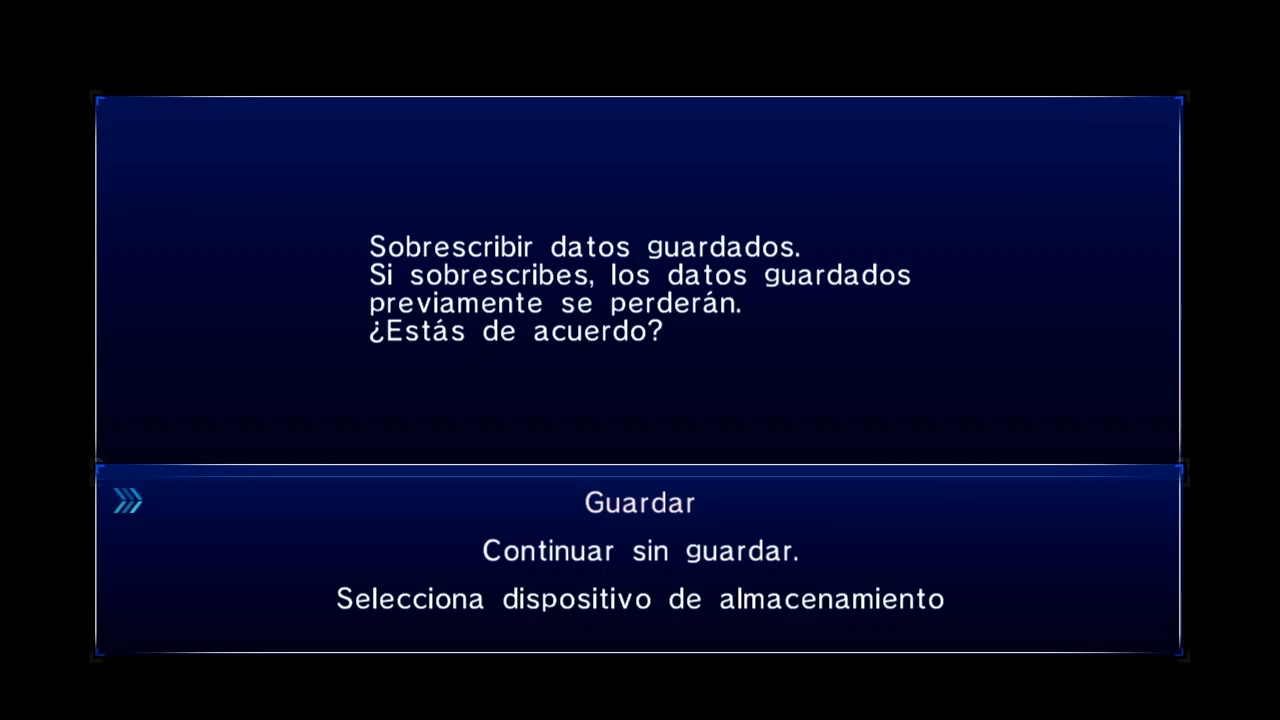 Sobrescribir datos guardados.
Si sobrescribes, los datos guardados
previamente se perderán.
¿Estás de acuerdo?
Guardar
Continuar sin guardar.
Selecciona dispositivo de almacenamiento